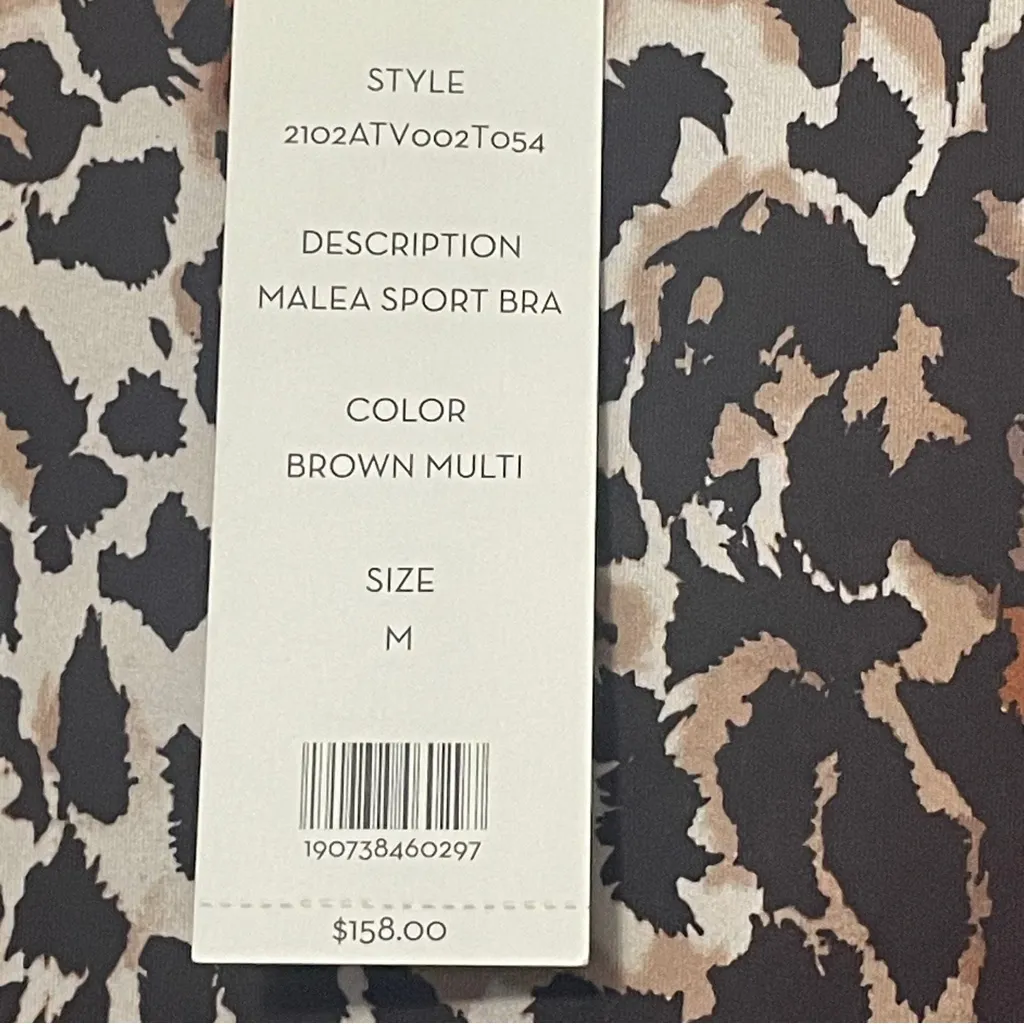 STYLE
2102ATV002T054
DESCRIPTION
MALEA SPORT BRA
COLOR
BROWN MULTI
SIZE
M
190738460297
$158.00